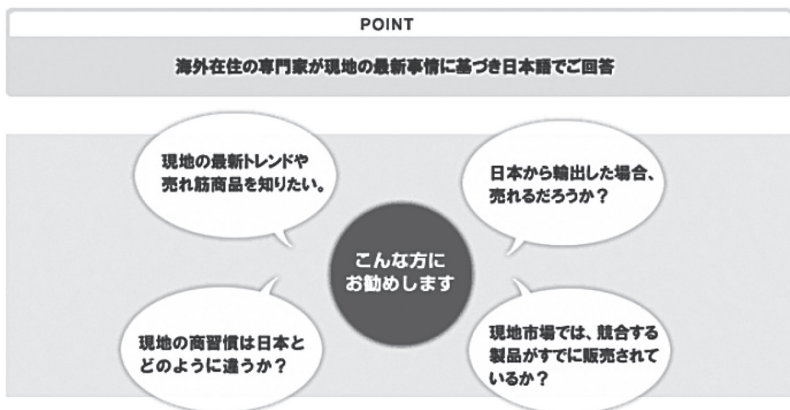 POINT
海外在住の専門家が現地の最新事情に基づき日本語でご回答
現地の最新トレンドや
売れ筋商品を知りたい。
日本から輸出した場合、
売れるだろうか？
こんな方に
お勧めします
現地の商習慣は日本と
どのように違うか？
現地市場では、競合する
製品がすでに販売されて
いるか？